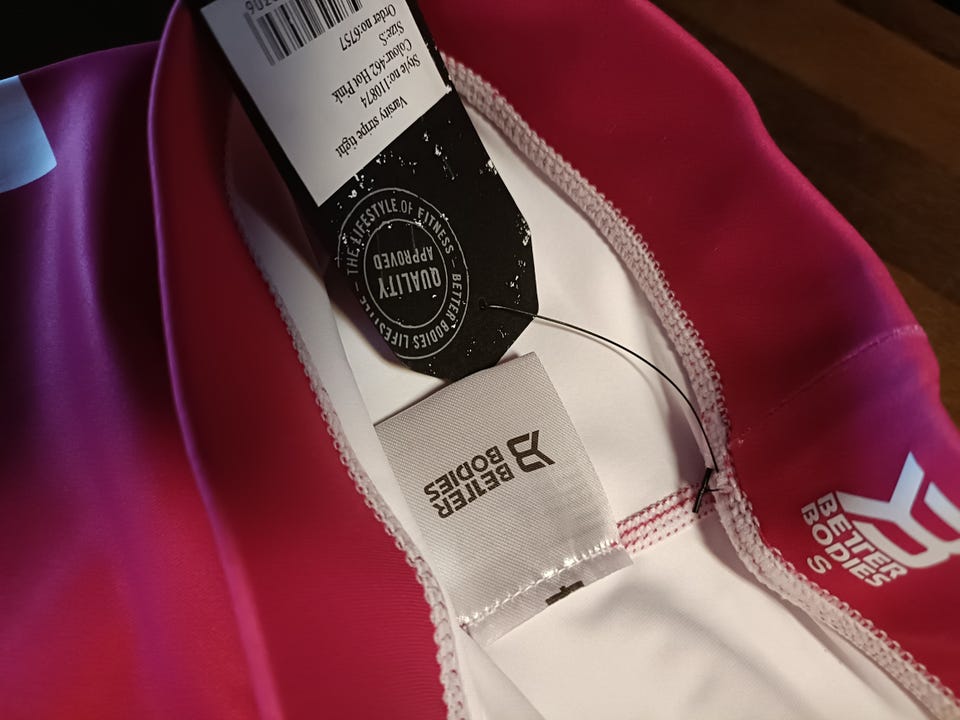 Varsity stripe tight
Style no:110874
Colour:462 Hot Pink
Size:S
Order no:6757
THE LIFESTYLE OF FITNESS
BETTER BODIES LIFESTYLE
QUALITY
APPROVED
BETTER
BODIES
BETTER
BODIES
S